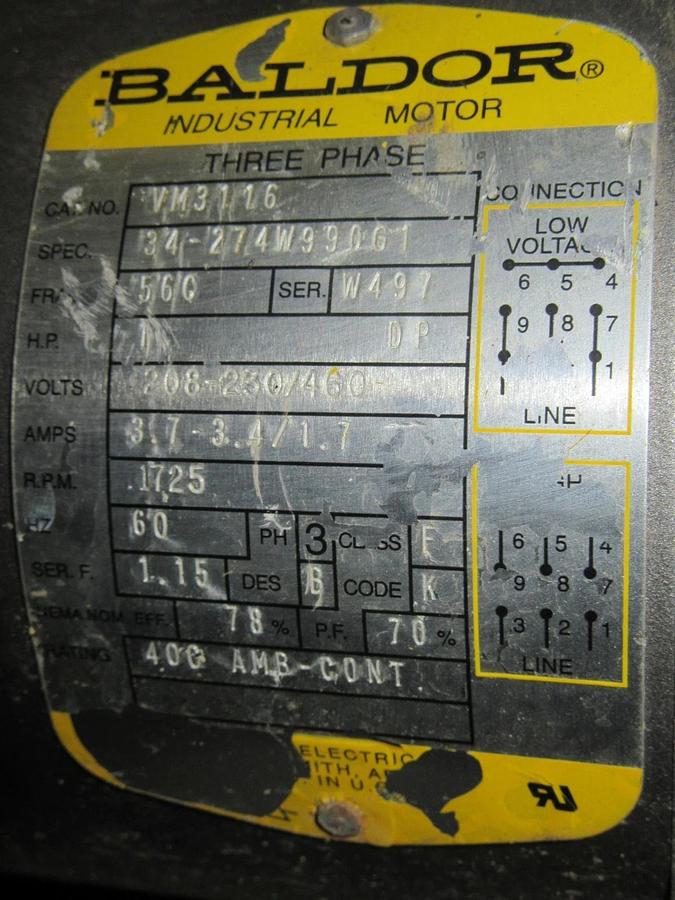 BALDOR®
INDUSTRIAL MOTOR
THREE PHASE
CAT. NO. VM3116
SPEC. 34-274W990G1
56C SER. W497
H.P. 1 DP
VOLTS 208-230/460
AMPS 3.7-3.4/1.7
R.P.M. 1725
HZ 60 PH 3 CLASS F
SER. F. 1.15 DES B CODE K
NEMA NOM. EFF. 78 % P.F. 70 %
RATING 40C AMB-CONT
CONNECTION
LOW
VOLTAGE
6 5 4
9 8 7
1
LINE
6 5 4
9 8 7
3 2 1
LINE
ELECTRIC
IN U.S.